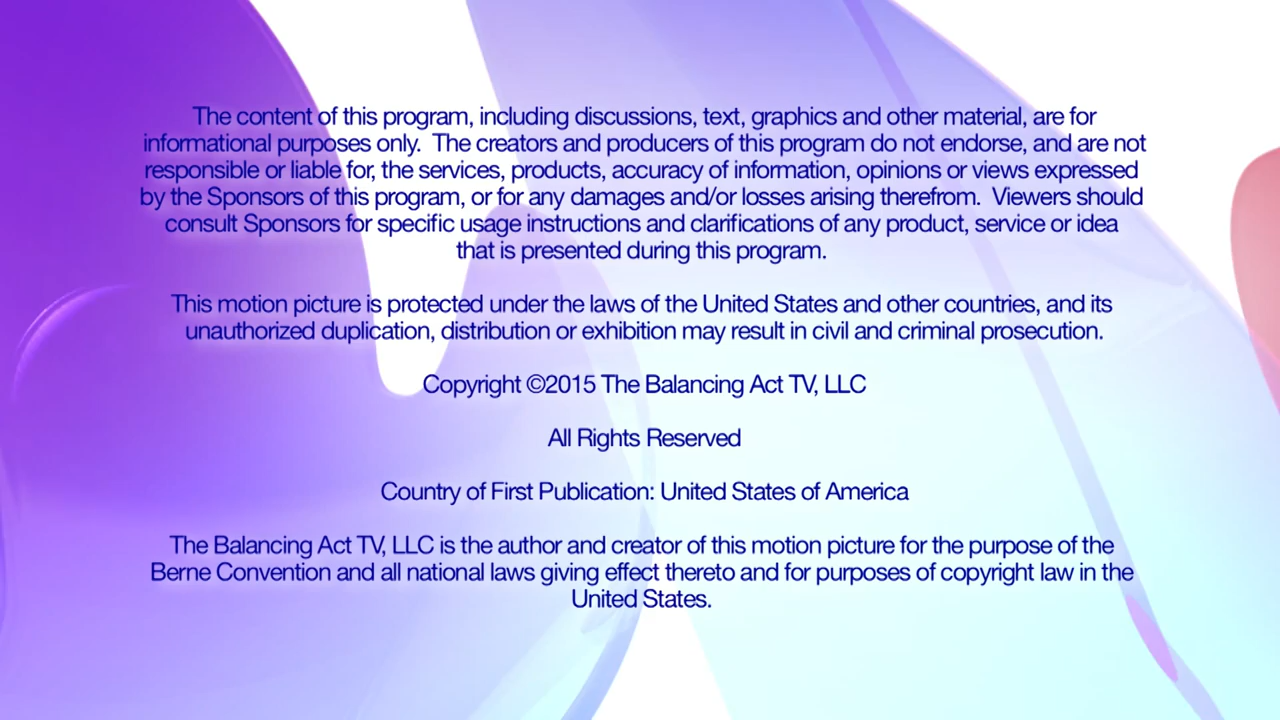 The content of this program, including discussions, text, graphics and other material, are for
informational purposes only.  The creators and producers of this program do not endorse, and are not
responsible or liable for, the services, products, accuracy of information, opinions or views expressed
by the Sponsors of this program, or for any damages and/or losses arising therefrom.  Viewers should
consult Sponsors for specific usage instructions and clarifications of any product, service or idea
that is presented during this program.
This motion picture is protected under the laws of the United States and other countries, and its
unauthorized duplication, distribution or exhibition may result in civil and criminal prosecution.
Copyright ©2015 The Balancing Act TV, LLC
All Rights Reserved
Country of First Publication: United States of America
The Balancing Act TV, LLC is the author and creator of this motion picture for the purpose of the
Berne Convention and all national laws giving effect thereto and for purposes of copyright law in the
United States.